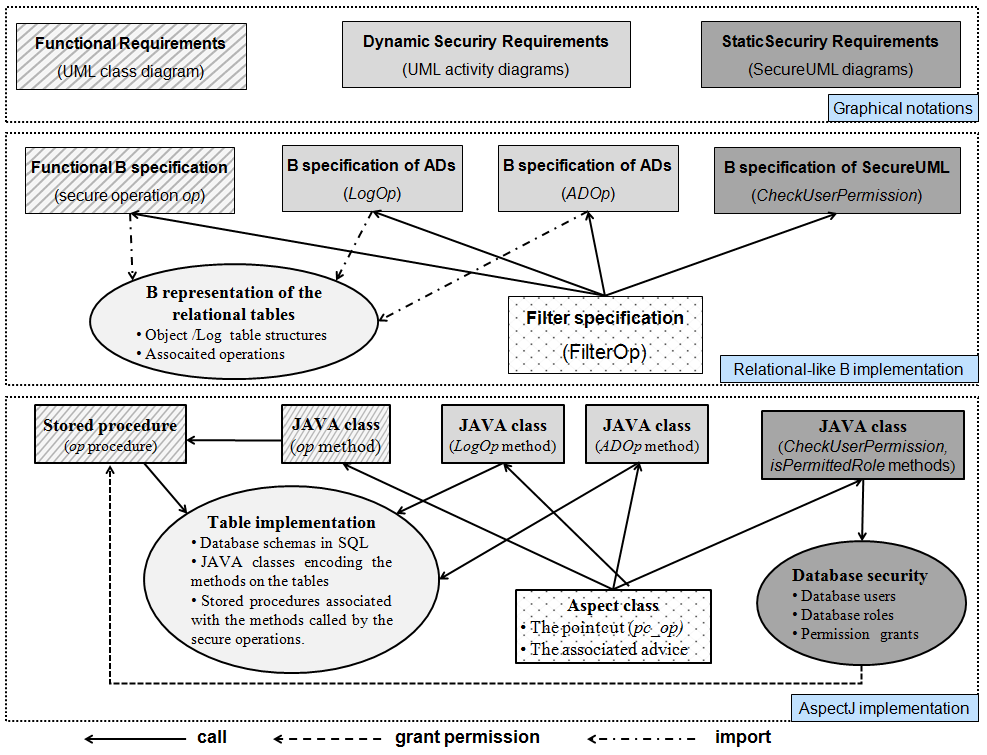 Functional Requirements
(UML class diagram)
Dynamic Securiry Requirements
(UML activity diagrams)
StaticSecuriry Requirements
(SecureUML diagrams)
Graphical notations
Functional B specification
(secure operation op)
B specification of ADs
(LogOp)
B specification of ADs
(ADOp)
B specification of SecureUML
(CheckUserPermission)
B representation of the
relational tables
• Object /Log table structures
• Assocaited operations
Filter specification
(FilterOp)
Relational-like B implementation
Stored procedure
(op procedure)
JAVA class
(op method)
JAVA class
(LogOp method)
JAVA class
(ADOp method)
JAVA class
(CheckUserPermission,
isPermittedRole methods)
Table implementation
• Database schemas in SQL
• JAVA classes encoding the
methods on the tables
• Stored procedures associated
with the methods called by the
secure operations.
Aspect class
• The pointcut (pc_op)
• The associated advice
Database security
• Database users
• Database roles
• Permission grants
AspectJ implementation
call
grant permission
import